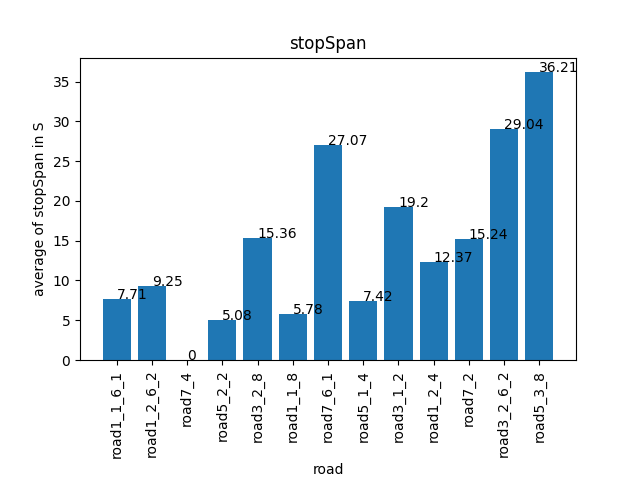 stopSpan
average of stopSpan in S
35
30
25
20
15
10
5
0
7.71
9.25
0
5.08
15.36
5.78
27.07
7.42
19.2
12.37
15.24
29.04
36.21
road1_1_6_1
road1_2_6_2
road7_4
road5_2_2
road3_2_8
road1_1_8
road7_6_1
road5_1_4
road3_1_2
road1_2_4
road7_2
road3_2_6_2
road5_3_8
road